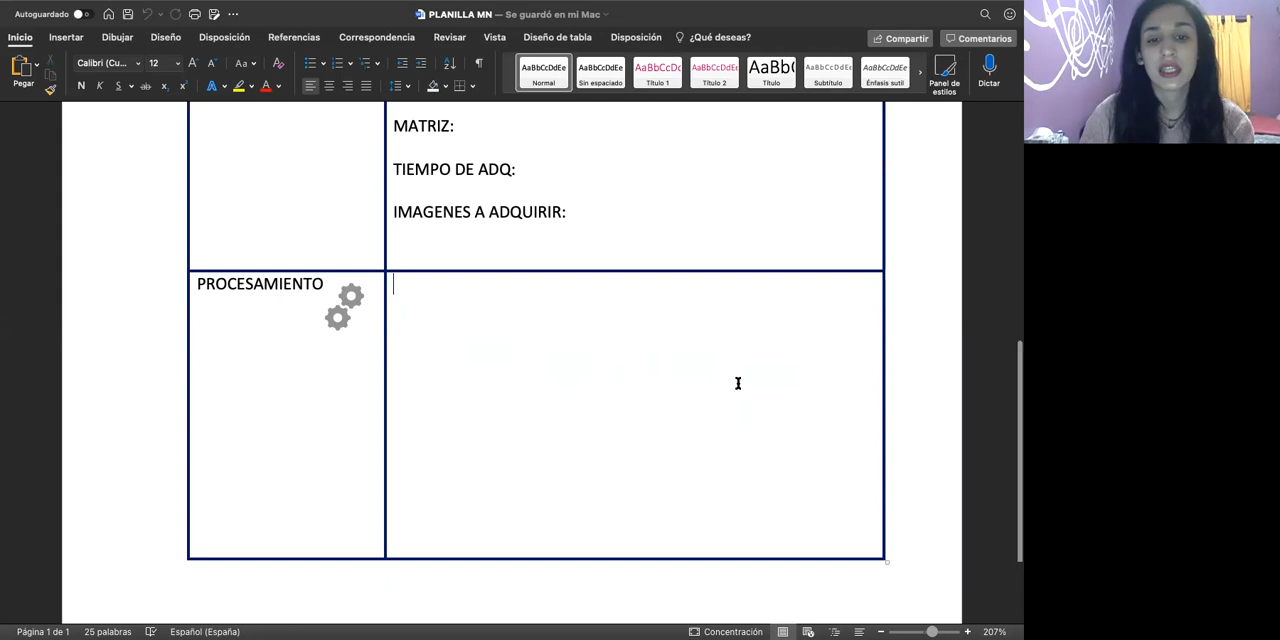 Autoguardado
PLANILLA MN — Se guardó en mi Mac
Inicio Insertar Dibujar Diseño Disposición Referencias Correspondencia Revisar Vista Diseño de tabla Disposición ¿Qué deseas? Compartir Comentarios
Pegar
Calibri (Cu... 12
Aa
N K S ab x x A A
AaBbCcDdEe AaBbCcDdEe AaBbCcDc AaBbCcDdEe AaBb( AaBbCcDdEe AaBbCcDdEe
Normal Sin espaciado Título 1 Título 2 Título Subtítulo Énfasis sutil
Panel de estilos
Dictar
MATRIZ:
TIEMPO DE ADQ:
IMAGENES A ADQUIRIR:
PROCESAMIENTO
Página 1 de 1 25 palabras Español (España) Concentración 207%